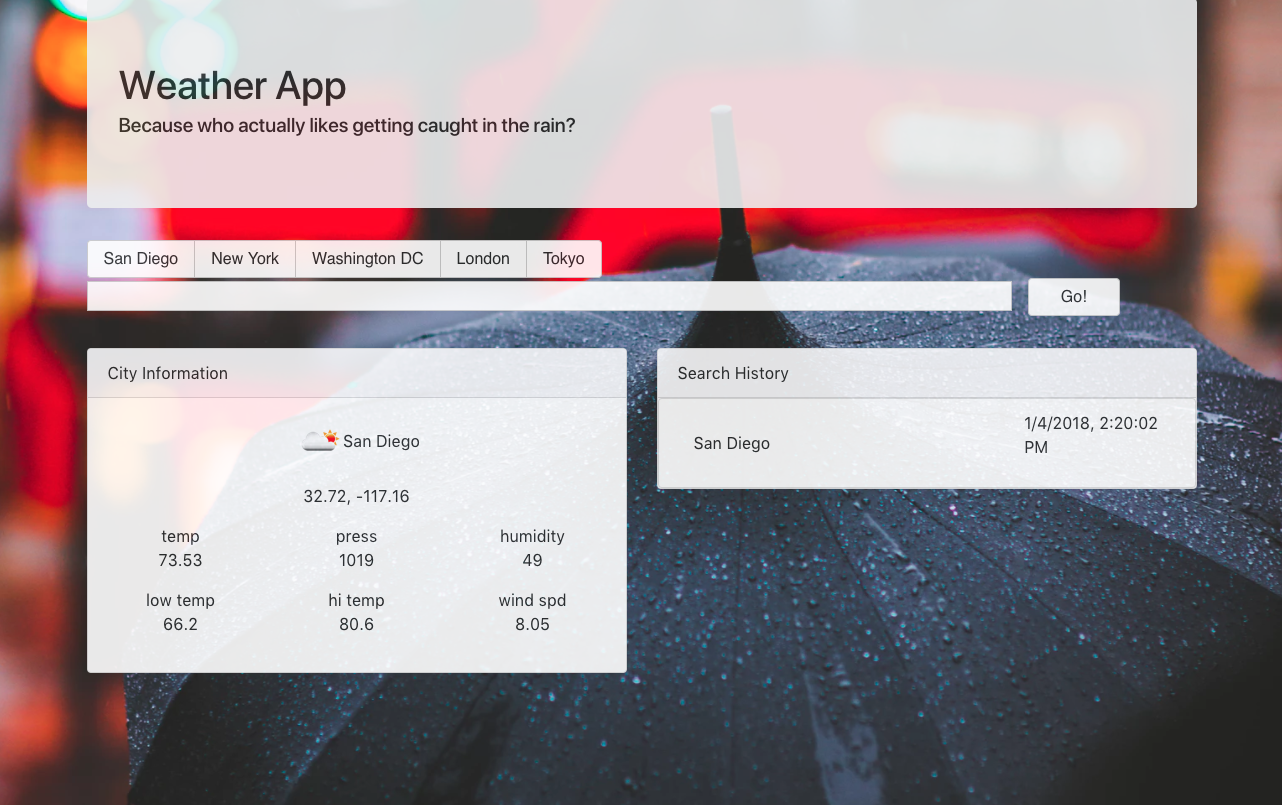 Weather App
Because who actually likes getting caught in the rain?
San Diego New York Washington DC London Tokyo
Go!
City Information
San Diego
32.72, -117.16
temp press humidity
73.53 1019 49
low temp hi temp wind spd
66.2 80.6 8.05
Search History
San Diego
1/4/2018, 2:20:02
PM